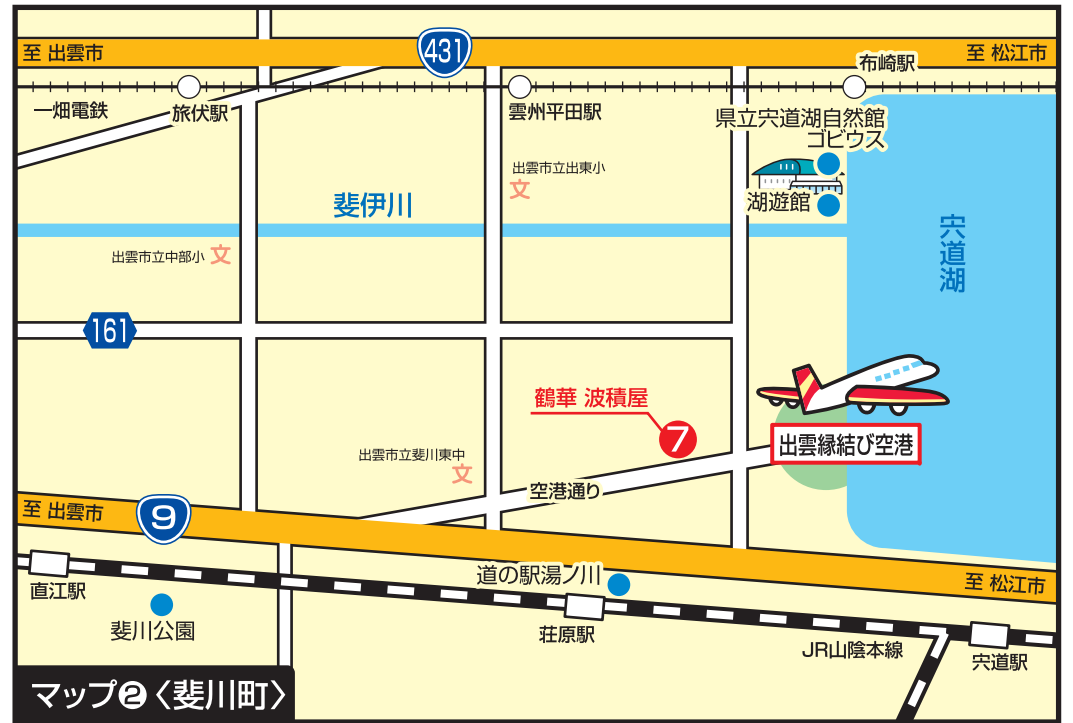 至 出雲市
431
至 松江市
布崎駅
一畑電鉄
旅伏駅
雲州平田駅
県立宍道湖自然館
ゴビウス
出雲市立出東小
文
湖遊館
斐伊川
宍道湖
出雲市立中部小
文
161
鶴華 波積屋
7
出雲縁結び空港
出雲市立斐川東中
文
空港通り
至 出雲市
9
道の駅湯ノ川
至 松江市
直江駅
斐川公園
荘原駅
JR山陰本線
宍道駅
マップ❷〈斐川町〉